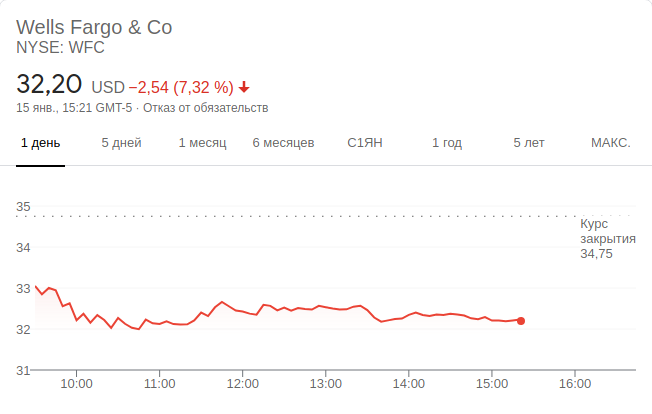 Wells Fargo & Co
NYSE: WFC
32,20 USD −2,54 (7,32 %)
15 янв., 15:21 GMT-5 · Отказ от обязательств
1 день 5 дней 1 месяц 6 месяцев С1ЯН 1 год 5 лет МАКС.
35
Курс
закрытия
34,75
34
33
32
31
10:00 11:00 12:00 13:00 14:00 15:00 16:00